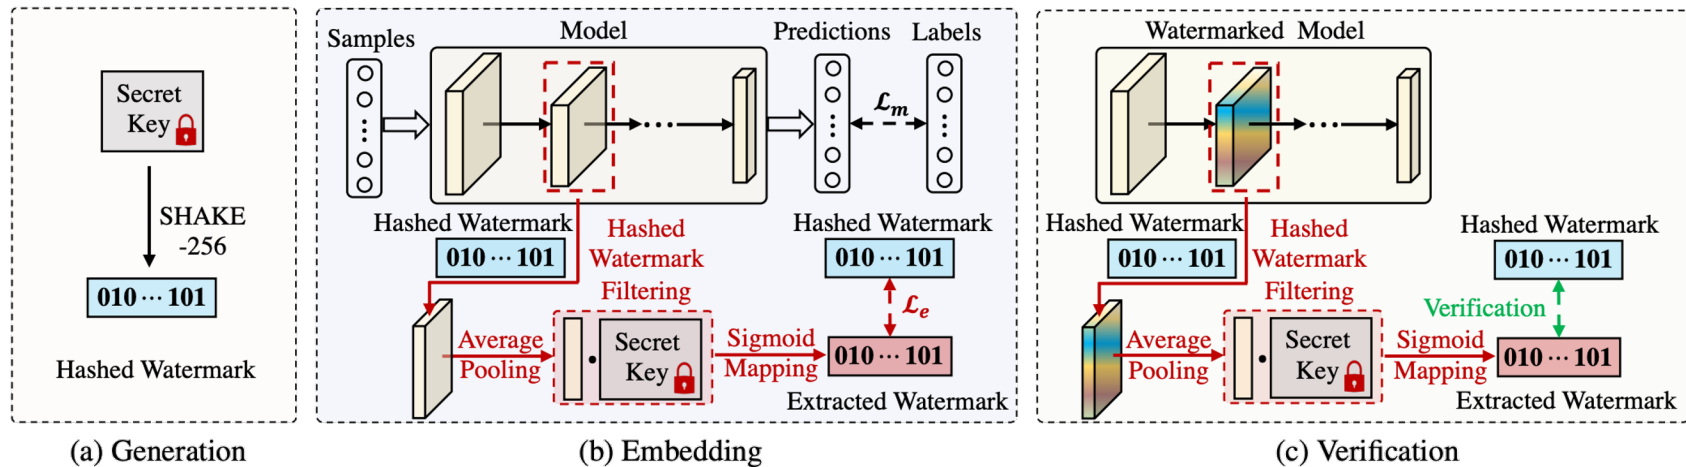 Secret
Key
SHAKE
-256
010 ··· 101
Hashed Watermark
(a) Generation
Samples
Model
Predictions
Labels
ℒm
Hashed Watermark
010 ··· 101
Hashed
Watermark
Filtering
Hashed Watermark
010 ··· 101
ℒe
Average
Pooling
Secret
Key
Sigmoid
Mapping
010 ··· 101
Extracted Watermark
(b) Embedding
Watermarked Model
Hashed Watermark
010 ··· 101
Hashed
Watermark
Filtering
Hashed Watermark
010 ··· 101
Verification
Average
Pooling
Secret
Key
Sigmoid
Mapping
010 ··· 101
Extracted Watermark
(c) Verification